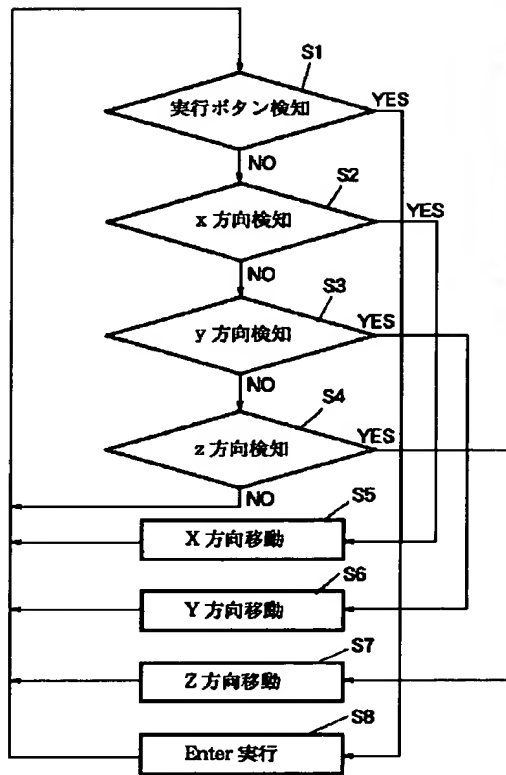 S1
実行ボタン検知
YES
NO
S2
x 方向検知
YES
NO
S3
y 方向検知
YES
NO
S4
z 方向検知
YES
NO
S5
X 方向移動
S6
Y 方向移動
S7
Z 方向移動
S8
Enter 実行